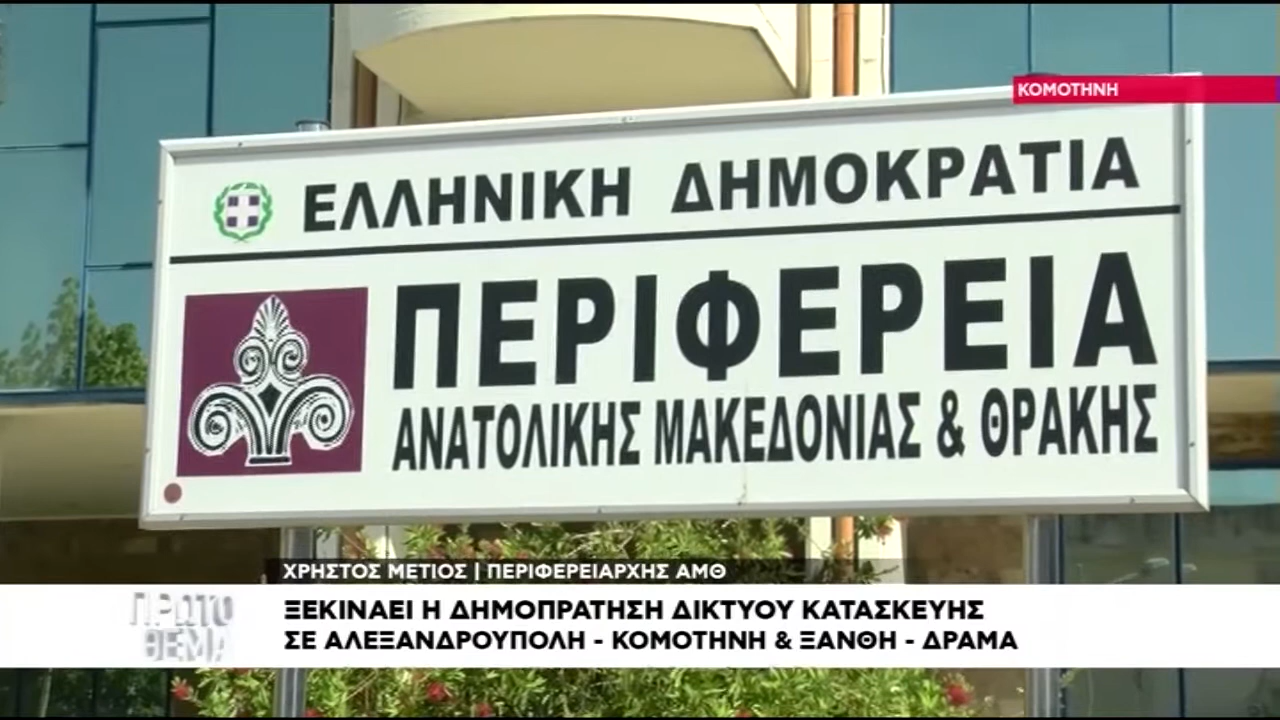 ΚΟΜΟΤΗΝΗ
ΕΛΛΗΝΙΚΗ ΔΗΜΟΚΡΑΤΙΑ
ΠΕΡΙΦΕΡΕΙΑ
ΑΝΑΤΟΛΙΚΗΣ ΜΑΚΕΔΟΝΙΑΣ & ΘΡΑΚΗΣ
ΧΡΗΣΤΟΣ ΜΕΤΙΟΣ | ΠΕΡΙΦΕΡΕΙΑΡΧΗΣ ΑΜΘ
ΠΡΩΤΟ
ΘΕΜΑ
ΞΕΚΙΝΑΕΙ Η ΔΗΜΟΠΡΑΤΗΣΗ ΔΙΚΤΥΟΥ ΚΑΤΑΣΚΕΥΗΣ
ΣΕ ΑΛΕΞΑΝΔΡΟΥΠΟΛΗ - ΚΟΜΟΤΗΝΗ & ΞΑΝΘΗ - ΔΡΑΜΑ